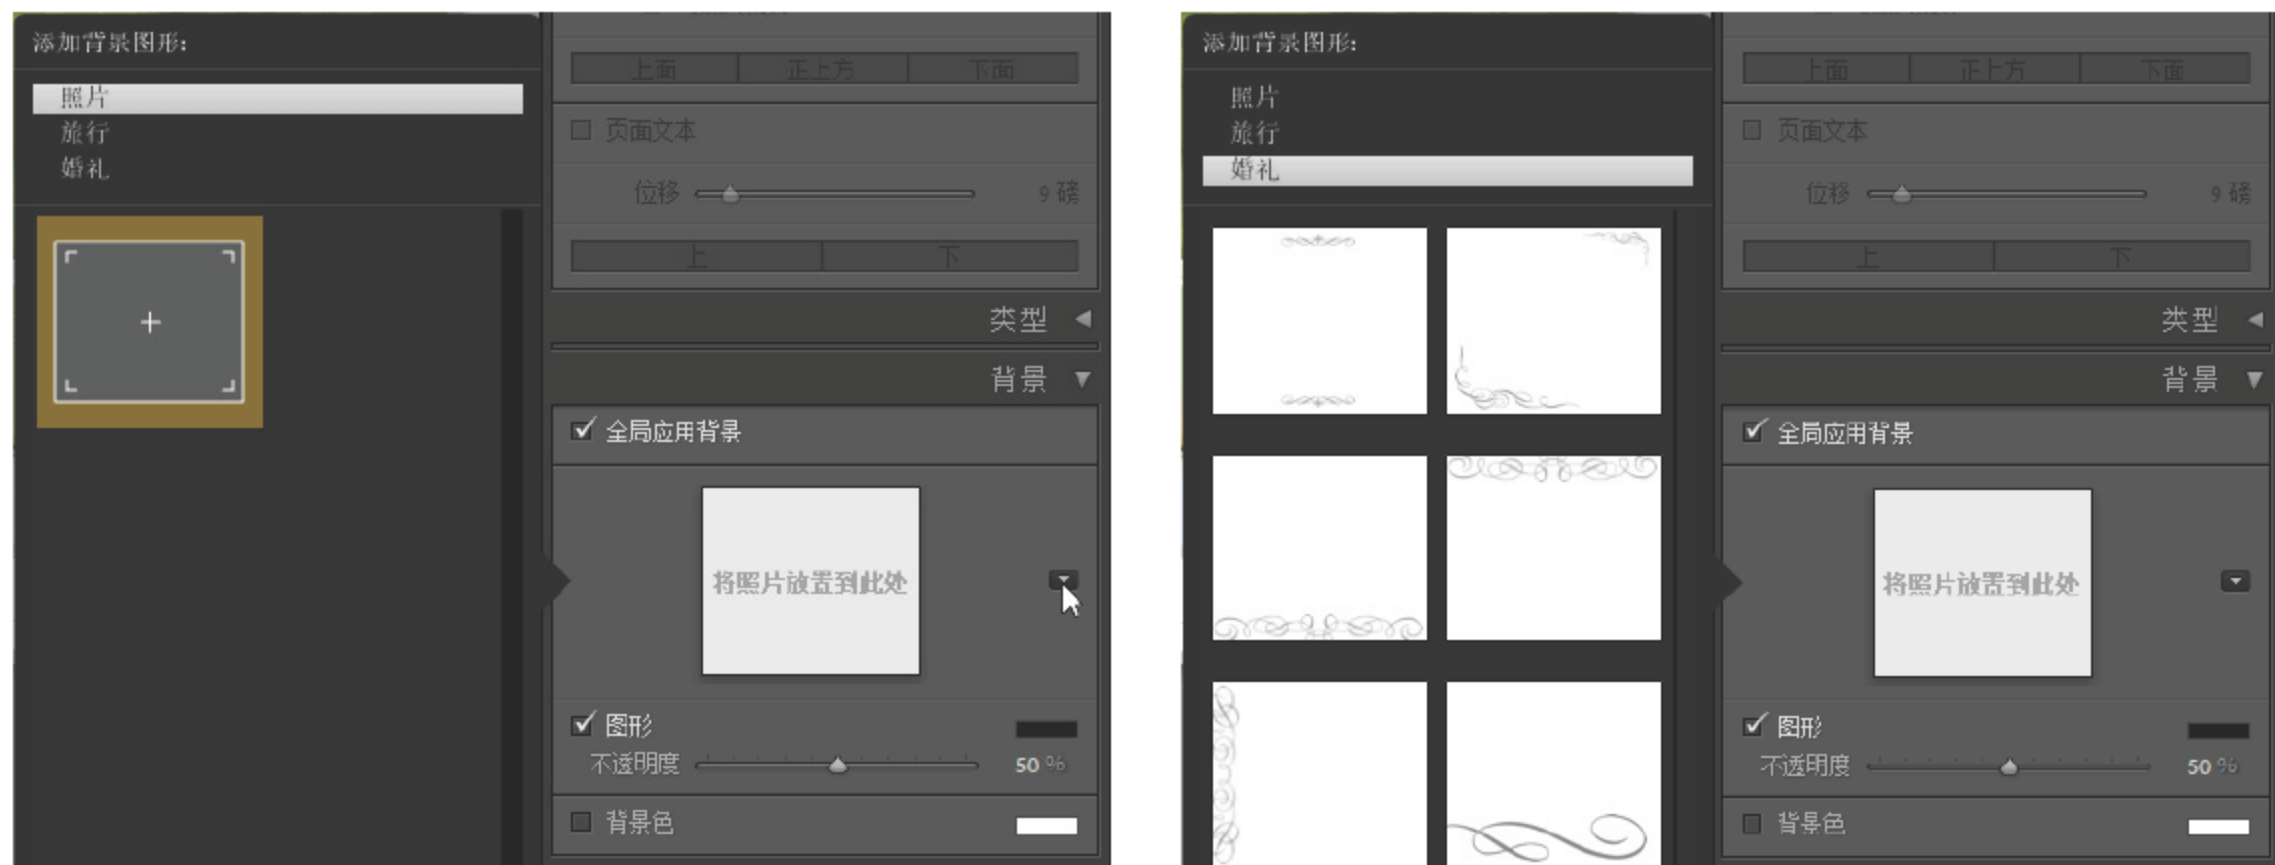 添加背景图形:
照片
旅行
婚礼
上面 正上方 下面
页面文本
位移 9 磅
上 下
类型
背景
全局应用背景
将照片放置到此处
图形
不透明度 50 %
背景色
添加背景图形:
照片
旅行
婚礼
上面 正上方 下面
页面文本
位移 9 磅
上 下
类型
背景
全局应用背景
将照片放置到此处
图形
不透明度 50 %
背景色